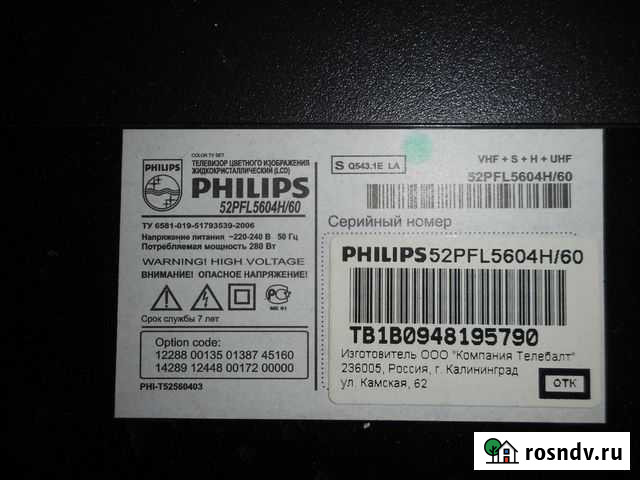 COLOR TV SET
ТЕЛЕВИЗОР ЦВЕТНОГО ИЗОБРАЖЕНИЯ
ЖИДКОКРИСТАЛЛИЧЕСКИЙ (LCD)
PHILIPS
PHILIPS
52PFL5604H/60
ТУ 6581-019-51793539-2006
Напряжение питания ~220-240 В 50 Гц
Потребляемая мощность 280 Вт
WARNING! HIGH VOLTAGE
ВНИМАНИЕ! ОПАСНОЕ НАПРЯЖЕНИЕ!
Срок службы 7 лет
Option code:
12288 00135 01387 45160
14289 12448 00172 00000
PHI-T52560403
S Q543.1E LA
VHF + S + H + UHF
52PFL5604H/60
Серийный номер
PHILIPS 52PFL5604H/60
TB1B0948195790
Изготовитель ООО "Компания Телебалт"
236005, Россия, г. Калининград
ул. Камская, 62
ОТК
rosndv.ru